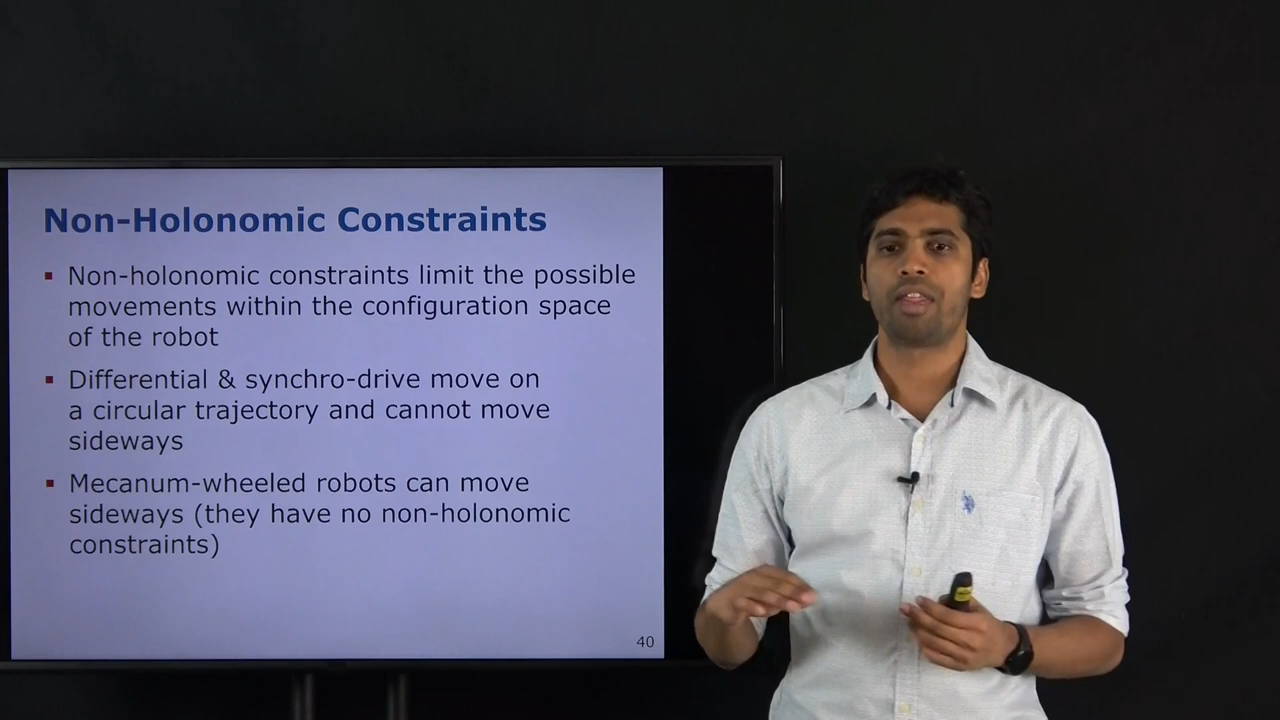 Non-Holonomic Constraints
▪ Non-holonomic constraints limit the possible
movements within the configuration space
of the robot
▪ Differential & synchro-drive move on
a circular trajectory and cannot move
sideways
▪ Mecanum-wheeled robots can move
sideways (they have no non-holonomic
constraints)
40